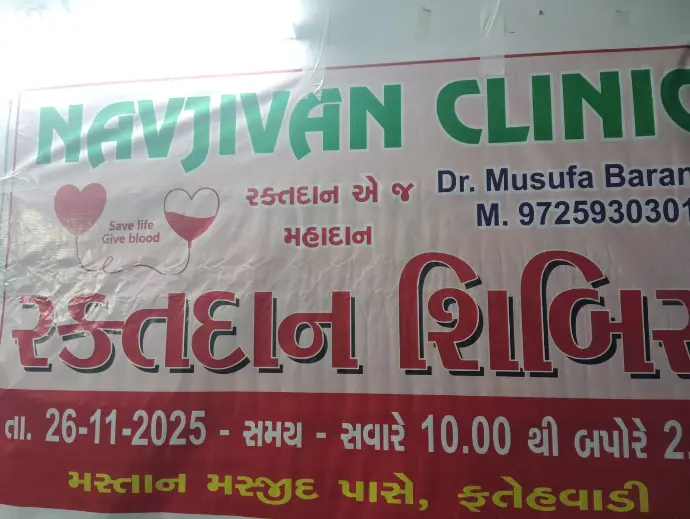 NAVJIVAN CLINIC
રક્તદાન એ જ
મહાદાન
Dr. Musufa Baran
M. 9725930301
Save life
Give blood
રક્તદાન શિબિર
તા. 26-11-2025 - સમય - સવારે 10.00 થી બપોરે 2.
મસ્તાન મસ્જીદ પાસે, ફતેહવાડી